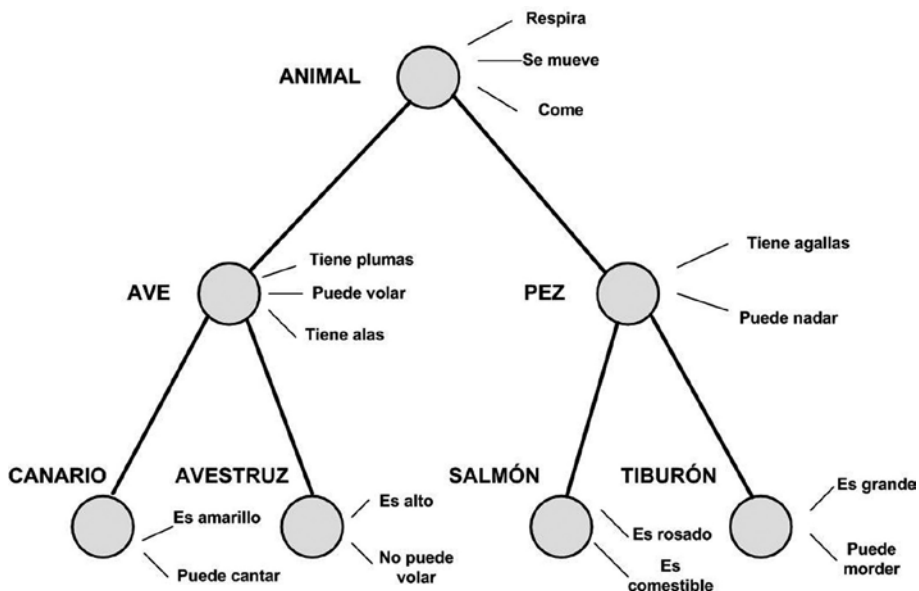 Respira
ANIMAL
Se mueve
Come
AVE
Tiene plumas
Puede volar
Tiene alas
PEZ
Tiene agallas
Puede nadar
CANARIO
Es amarillo
Puede cantar
AVESTRUZ
Es alto
No puede
volar
SALMÓN
Es rosado
Es
comestible
TIBURÓN
Es grande
Puede
morder